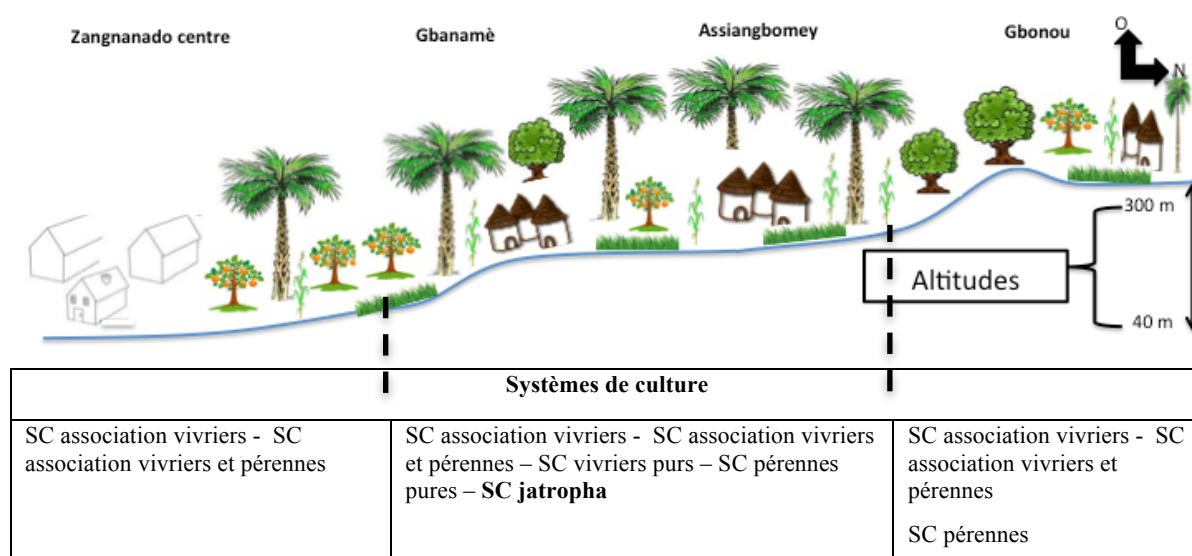 Zangnanado centre
Gbanamè
Assiangbomey
Gbonou
O
N
300 m
Altitudes
40 m
Systèmes de culture
SC association vivriers - SC
association vivriers et pérennes
SC association vivriers - SC association vivriers
et pérennes – SC vivriers purs – SC pérennes
pures – SC jatropha
SC association vivriers - SC
association vivriers et
pérennes
SC pérennes